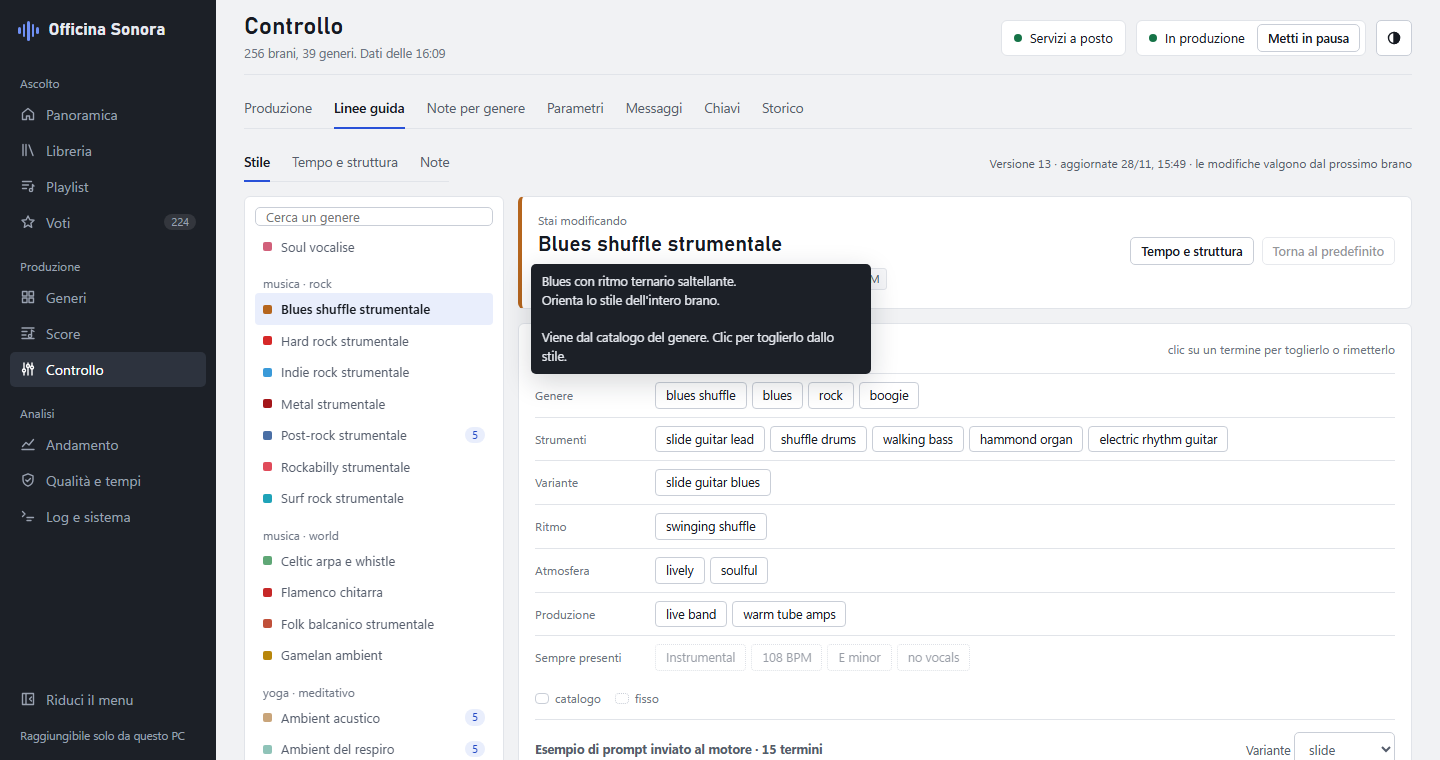 Officina Sonora
Ascolto
Panoramica
Libreria
Playlist
Voti
224
Produzione
Generi
Score
Controllo
Analisi
Andamento
Qualità e tempi
Log e sistema
Riduci il menu
Raggiungibile solo da questo PC
Controllo
256 brani, 39 generi. Dati delle 16:09
Servizi a posto
In produzione
Metti in pausa
Produzione
Linee guida
Note per genere
Parametri
Messaggi
Chiavi
Storico
Stile
Tempo e struttura
Note
Versione 13 · aggiornate 28/11, 15:49 · le modifiche valgono dal prossimo brano
Cerca un genere
Soul vocalise
musica · rock
Blues shuffle strumentale
Hard rock strumentale
Indie rock strumentale
Metal strumentale
Post-rock strumentale
5
Rockabilly strumentale
Surf rock strumentale
musica · world
Celtic arpa e whistle
Flamenco chitarra
Folk balcanico strumentale
Gamelan ambient
yoga · meditativo
Ambient acustico
5
Ambient del respiro
5
Stai modificando
Blues shuffle strumentale
Tempo e struttura
Torna al predefinito
M
Blues con ritmo ternario saltellante.
Orienta lo stile dell'intero brano.
Viene dal catalogo del genere. Clic per toglierlo dallo
stile.
clic su un termine per toglierlo o rimetterlo
Genere
blues shuffle
blues
rock
boogie
Strumenti
slide guitar lead
shuffle drums
walking bass
hammond organ
electric rhythm guitar
Variante
slide guitar blues
Ritmo
swinging shuffle
Atmosfera
lively
soulful
Produzione
live band
warm tube amps
Sempre presenti
Instrumental
108 BPM
E minor
no vocals
catalogo
fisso
Esempio di prompt inviato al motore · 15 termini
Variante
slide